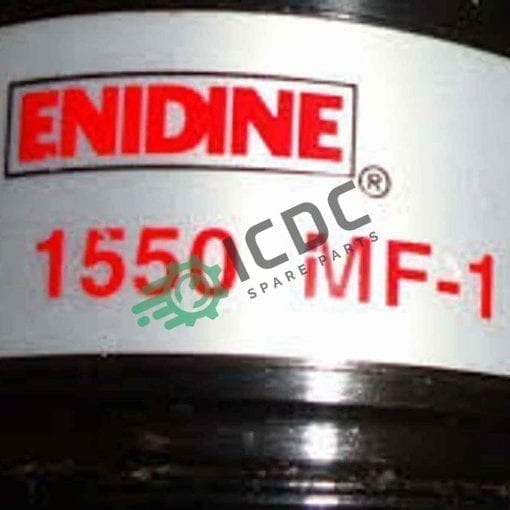 ENIDINE®
1550 MF-1
ICDC
SPARE PARTS